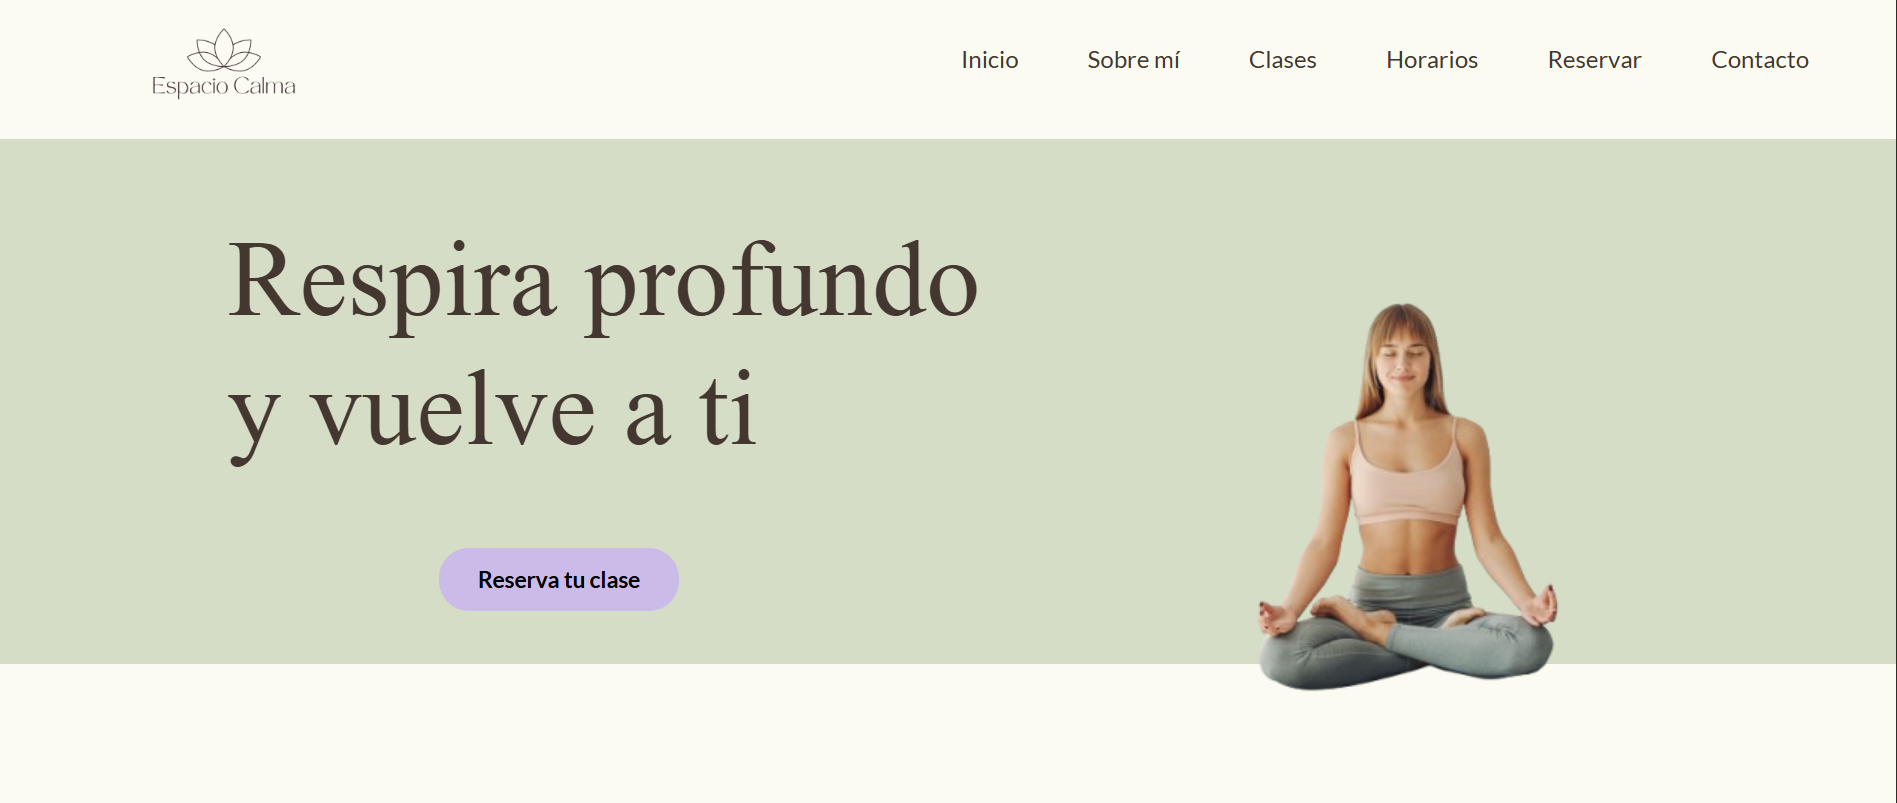 Espacio Calma
Inicio Sobre mí Clases Horarios Reservar Contacto
Respira profundo
y vuelve a ti
Reserva tu clase